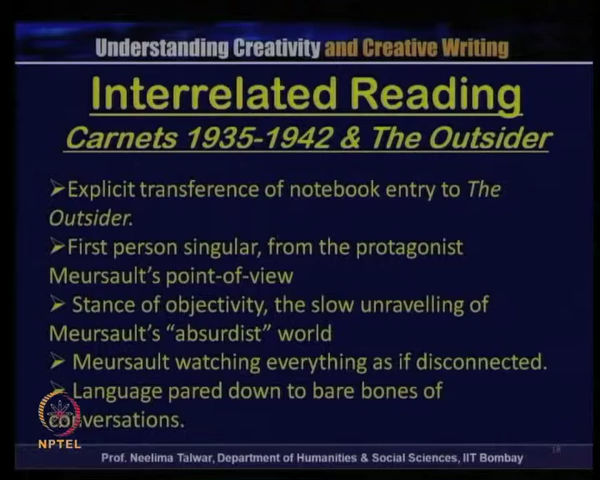 Understanding Creativity and Creative Writing
Interrelated Reading
Carnets 1935-1942 & The Outsider
➢Explicit transference of notebook entry to The
Outsider.
➢First person singular, from the protagonist
Meursault's point-of-view
➢ Stance of objectivity, the slow unravelling of
Meursault's "absurdist" world
➢ Meursault watching everything as if disconnected.
➢ Language pared down to bare bones of
conversations.
NPTEL
Prof. Neelima Talwar, Department of Humanities & Social Sciences, IIT Bombay
18